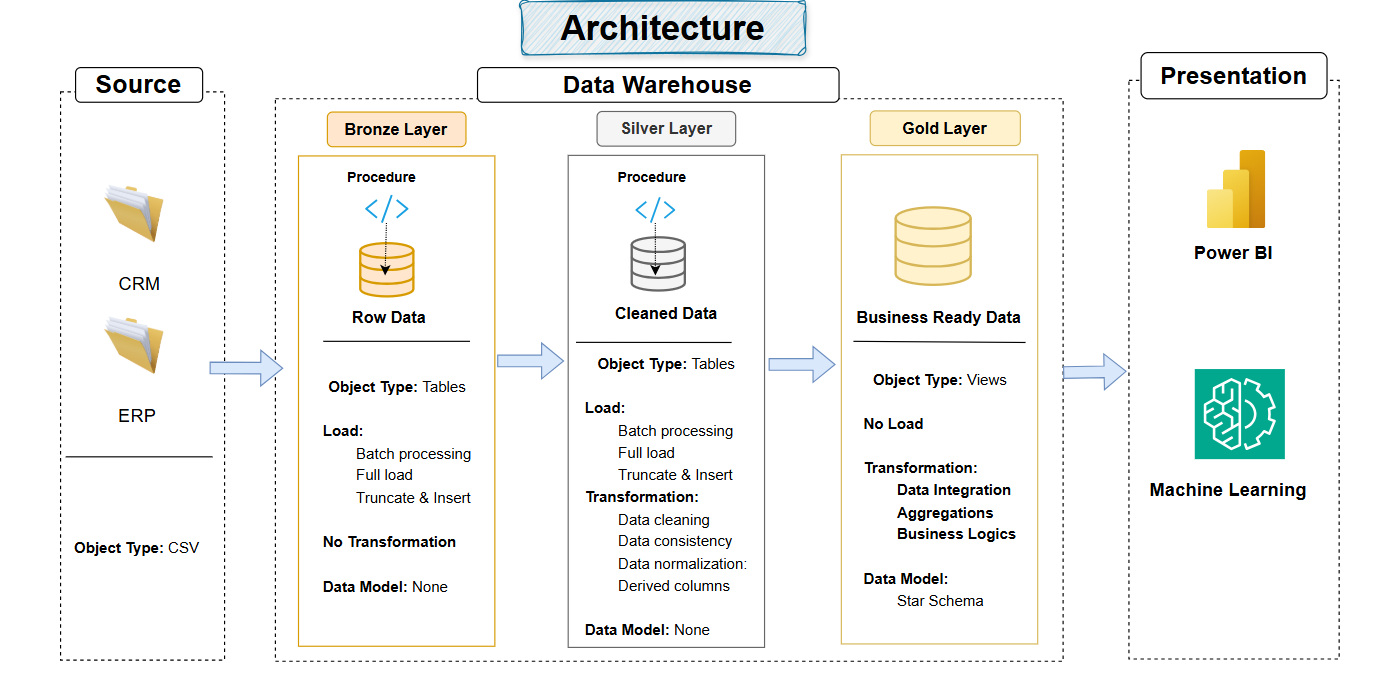 Architecture
Source
CRM
ERP
Object Type: CSV
Data Warehouse
Bronze Layer
Procedure
Row Data
Object Type: Tables
Load:
Batch processing
Full load
Truncate & Insert
No Transformation
Data Model: None
Silver Layer
Procedure
Cleaned Data
Object Type: Tables
Load:
Batch processing
Full load
Truncate & Insert
Transformation:
Data cleaning
Data consistency
Data normalization:
Derived columns
Data Model: None
Gold Layer
Business Ready Data
Object Type: Views
No Load
Transformation:
Data Integration
Aggregations
Business Logics
Data Model:
Star Schema
Presentation
Power BI
Machine Learning